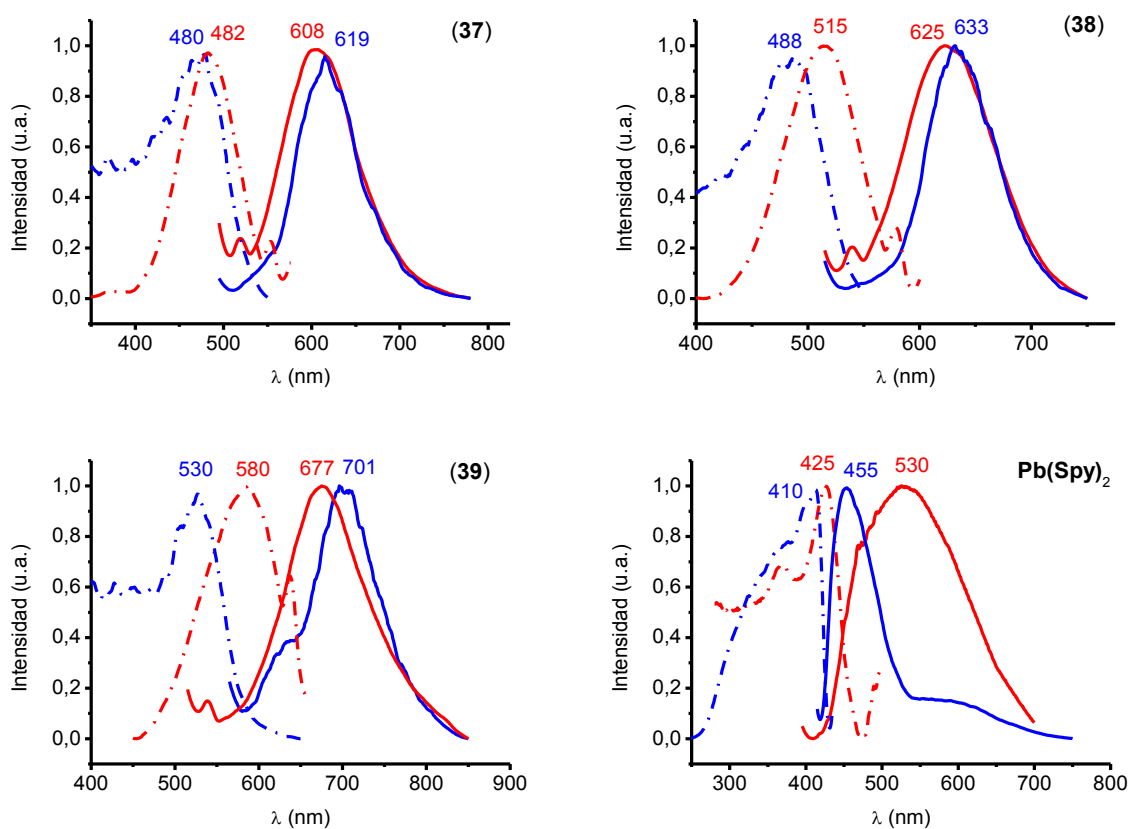 480 482 608 619 (37)
1,0
0,8
0,6
0,4
0,2
0,0
Intensidad (u.a.)
400 500 600 700 800
λ (nm)
488 515 625 633 (38)
1,0
0,8
0,6
0,4
0,2
0,0
Intensidad (u.a.)
400 500 600 700
λ (nm)
530 580 677 701 (39)
1,0
0,8
0,6
0,4
0,2
0,0
Intensidad (u.a.)
400 500 600 700 800 900
λ (nm)
410 425 455 530 Pb(Spy)₂
1,0
0,8
0,6
0,4
0,2
0,0
Intensidad (u.a.)
300 400 500 600 700 800
λ (nm)